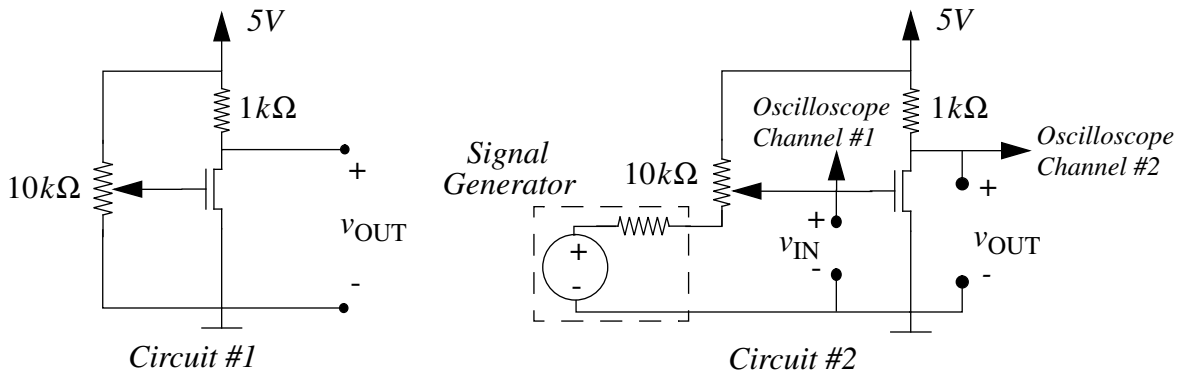 5V
1kΩ
10kΩ
+
vOUT
-
Circuit #1
5V
1kΩ
Oscilloscope
Channel #1
Oscilloscope
Channel #2
Signal
Generator
10kΩ
+
-
+
vIN
-
+
vOUT
-
Circuit #2